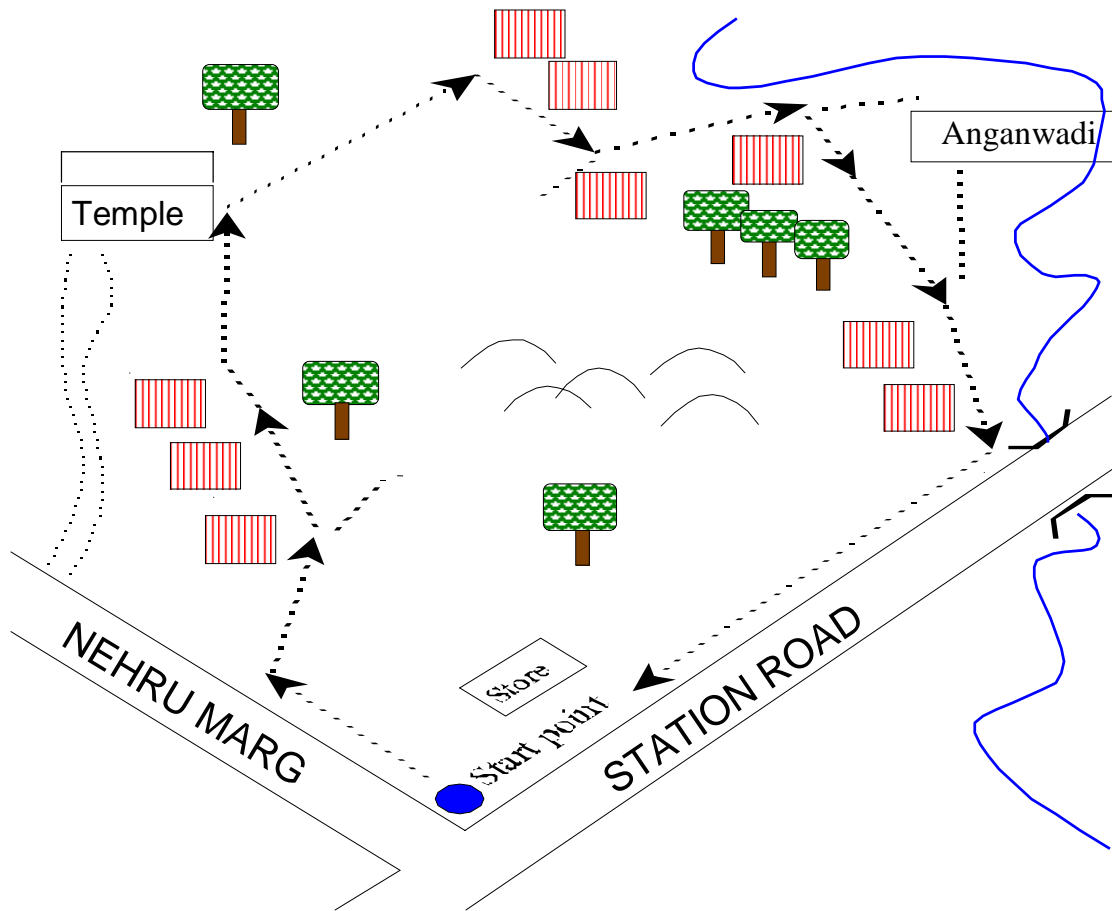 Anganwadi
Temple
Store
Start point
NEHRU MARG
STATION ROAD